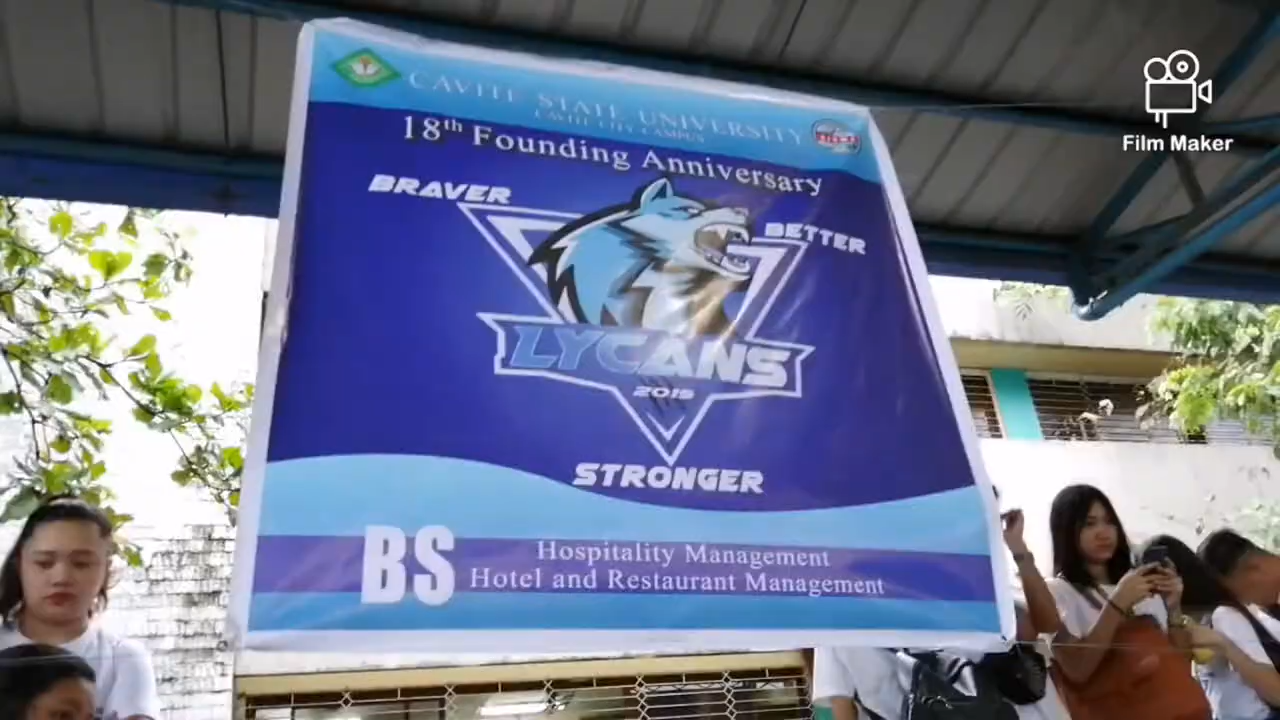 CAVITE STATE UNIVERSITY
CAVITE CITY CAMPUS
18th Founding Anniversary
BRAVER
BETTER
LYCANS
2019
STRONGER
BS
Hospitality Management
Hotel and Restaurant Management
Film Maker